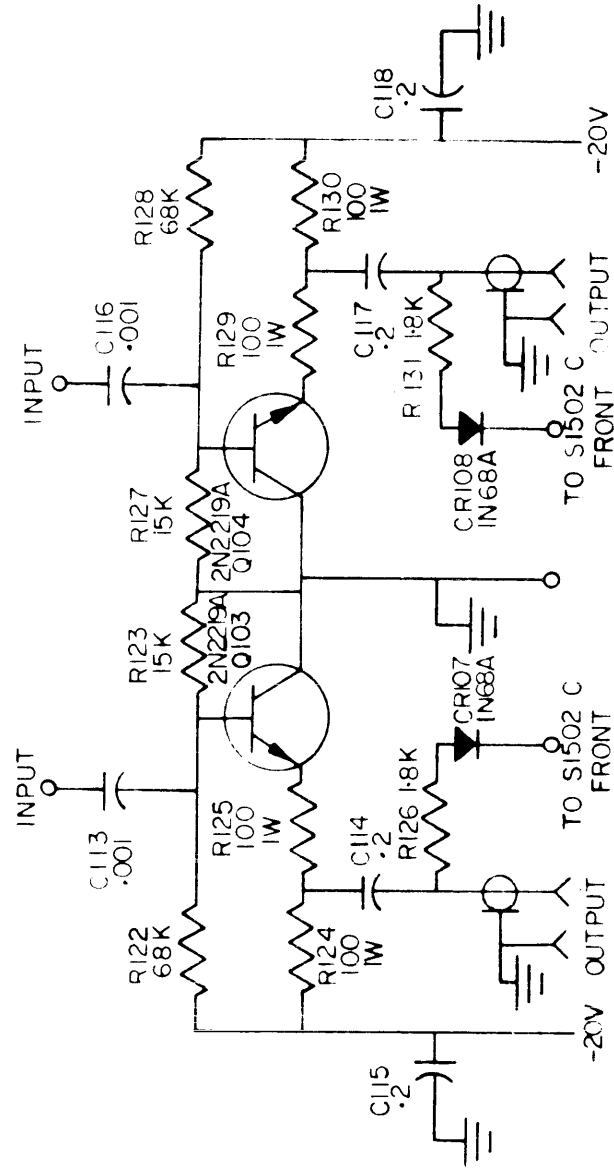 INPUT
INPUT
C113
.001
C116
.001
R122
68K
R123
15K
R127
15K
R128
68K
2N2219A
Q103
2N2219A
Q104
R124
100
1W
R125
100
1W
R129
100
1W
R130
100
1W
C115
.2
C114
.2
C117
.2
C118
.2
R126 1.8K
R131 1.8K
CR107
1N68A
CR108
1N68A
-20V
OUTPUT
TO S1502 C
FRONT
TO S1502 C
FRONT
OUTPUT
-20V